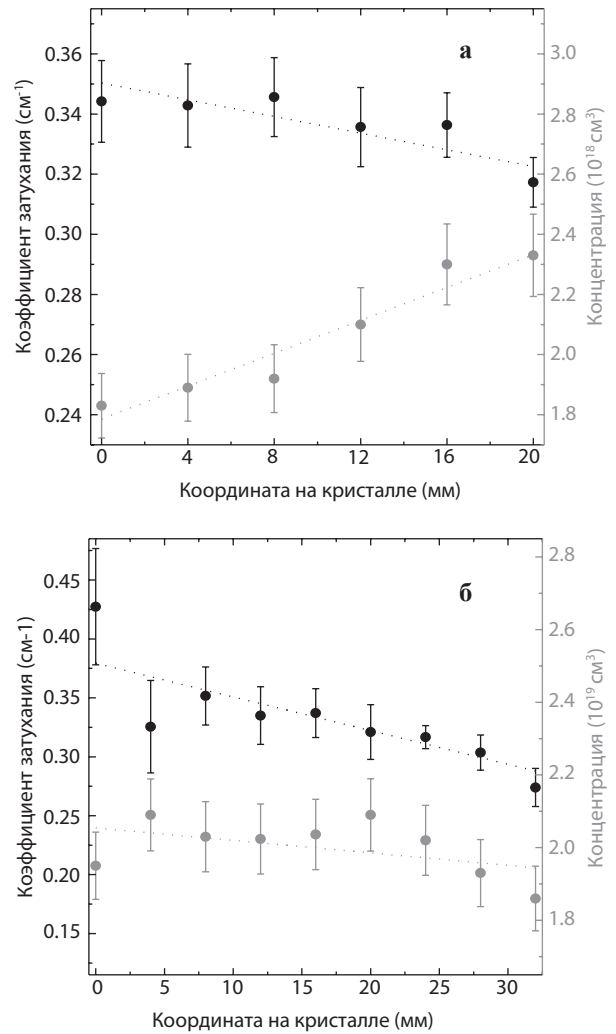 а
Коэффициент затухания (см⁻¹)
0.36
0.34
0.32
0.30
0.28
0.26
0.24
3.0
2.8
2.6
2.4
2.2
2.0
1.8
Концентрация (10¹⁸ см³)
0 4 8 12 16 20
Координата на кристалле (мм)
б
Коэффициент затухания (см-1)
0.45
0.40
0.35
0.30
0.25
0.20
0.15
2.8
2.6
2.4
2.2
2.0
1.8
Концентрация (10¹⁹ см³)
0 5 10 15 20 25 30
Координата на кристалле (мм)